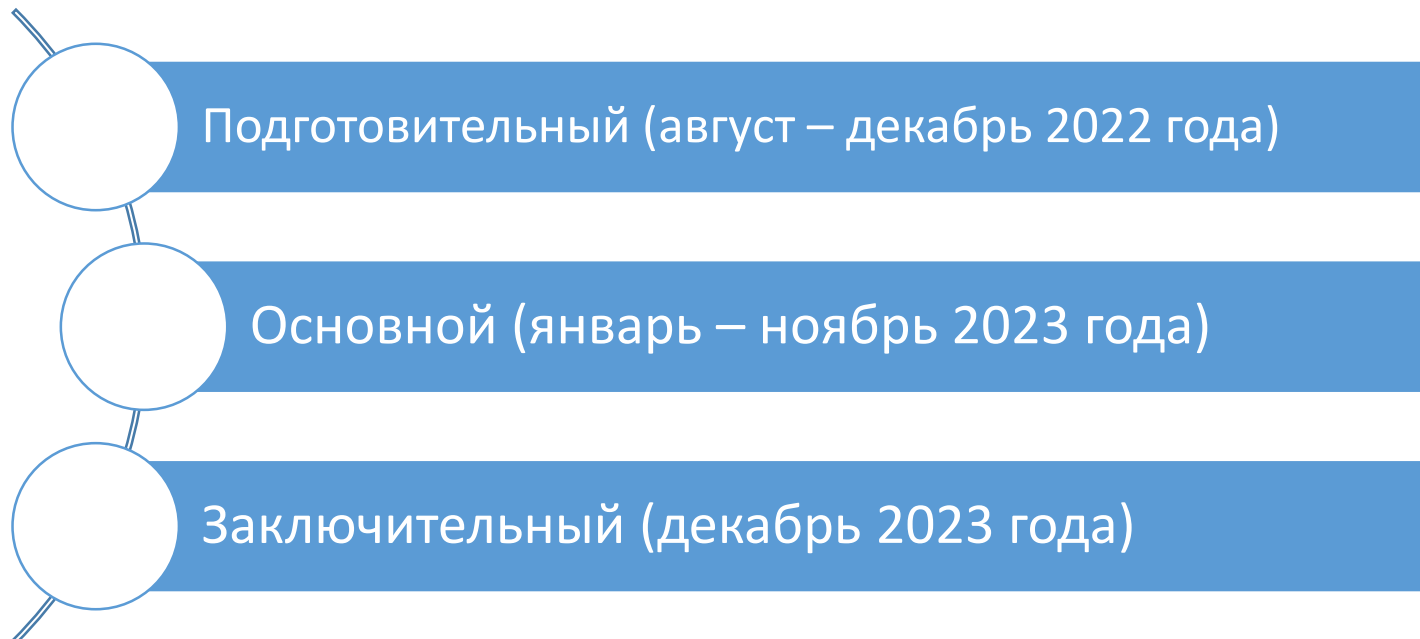 Подготовительный (август – декабрь 2022 года)
Основной (январь – ноябрь 2023 года)
Заключительный (декабрь 2023 года)